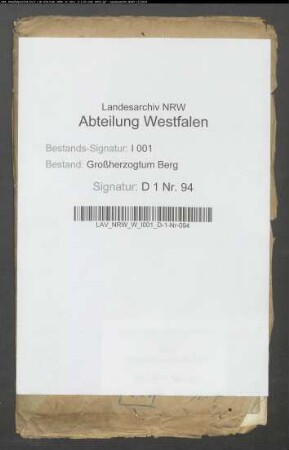 Landesarchiv NRW
Abteilung Westfalen
Bestands-Signatur: I 001
Bestand: Großherzogtum Berg
Signatur: D 1 Nr. 94
LAV_NRW_W_I001_D-1-Nr-094